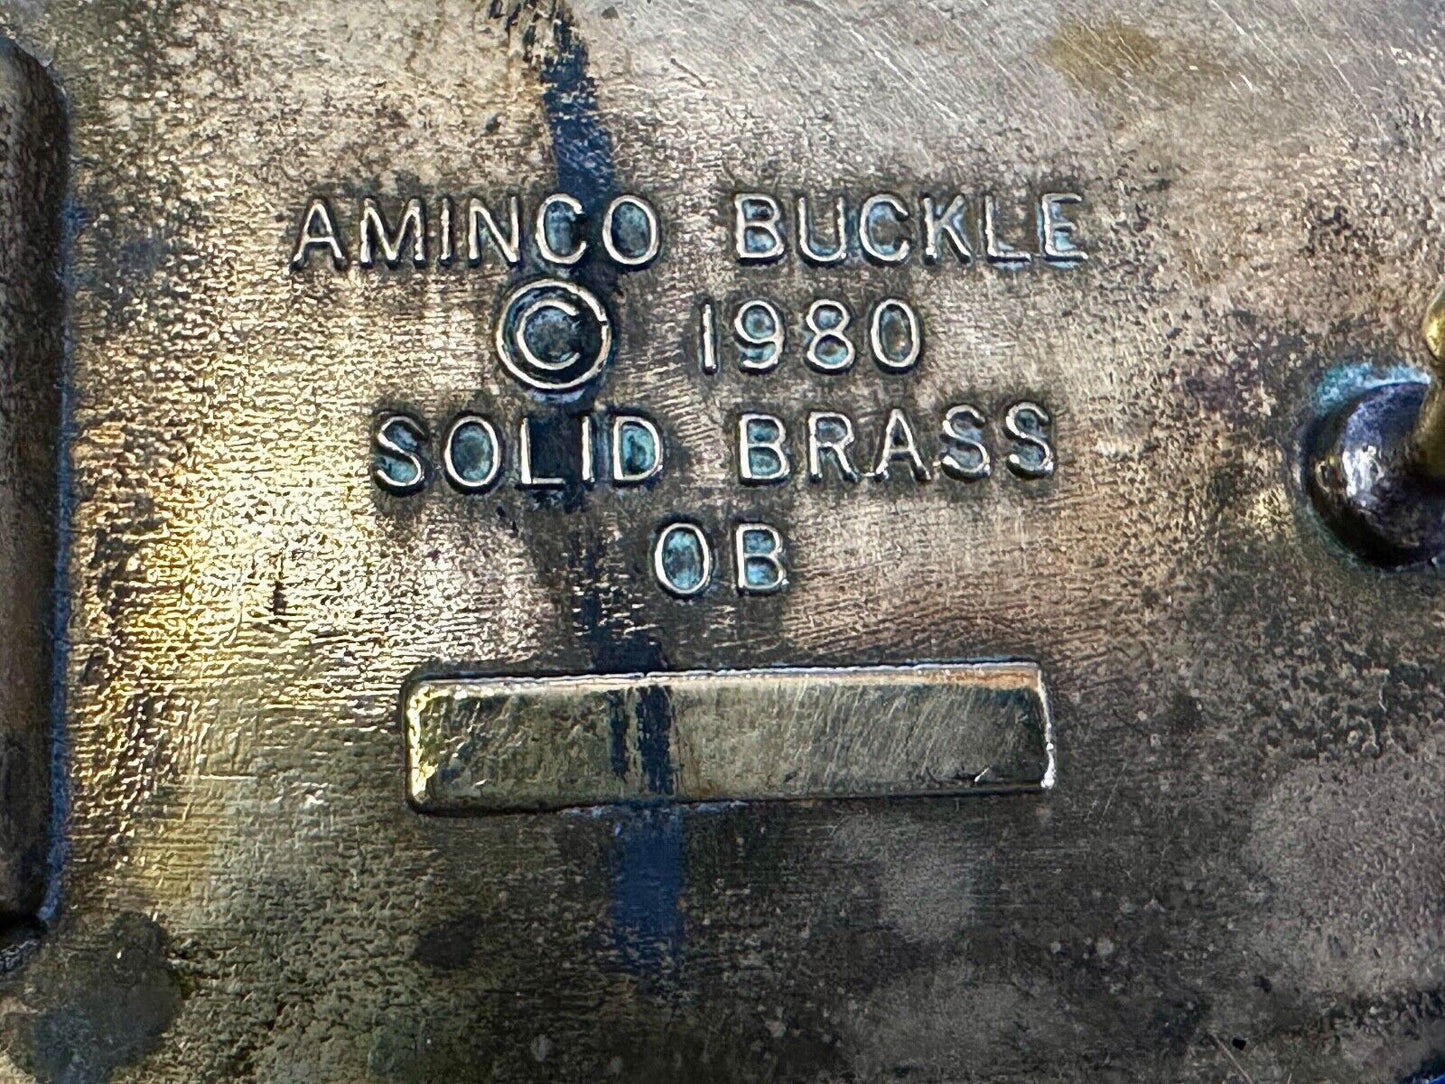 AMINCO BUCKLE
© 1980
SOLID BRASS
OB